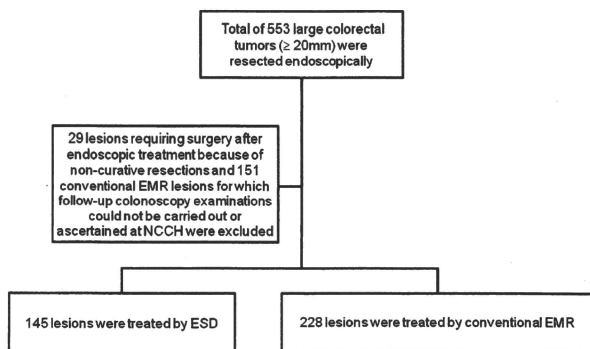 Total of 553 large colorectal
tumors (≥ 20mm) were
resected endoscopically
29 lesions requiring surgery after
endoscopic treatment because of
non-curative resections and 151
conventional EMR lesions for which
follow-up colonoscopy examinations
could not be carried out or
ascertained at NCCH were excluded
145 lesions were treated by ESD
228 lesions were treated by conventional EMR